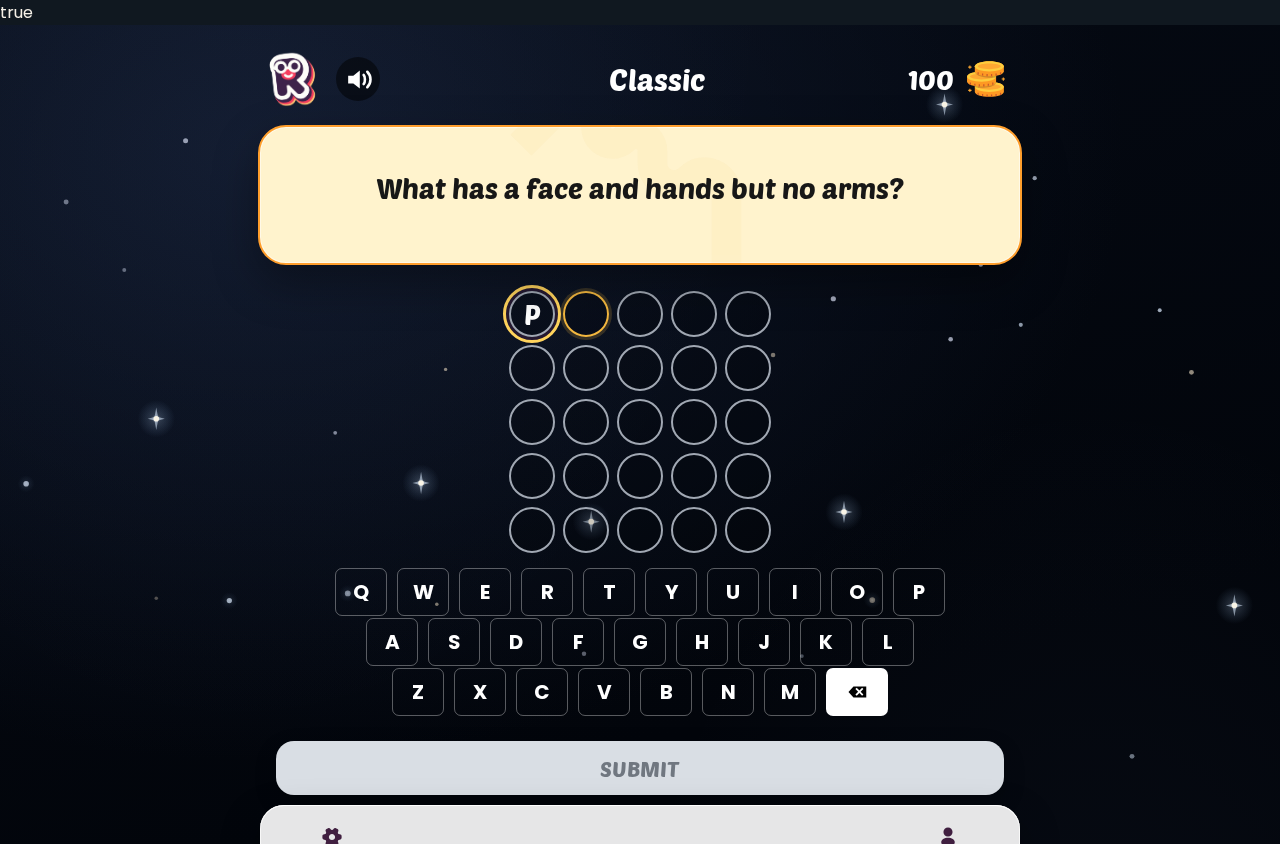 true
R
Classic
100
What has a face and hands but no arms?
P
Q W E R T Y U I O P
A S D F G H J K L
Z X C V B N M
SUBMIT